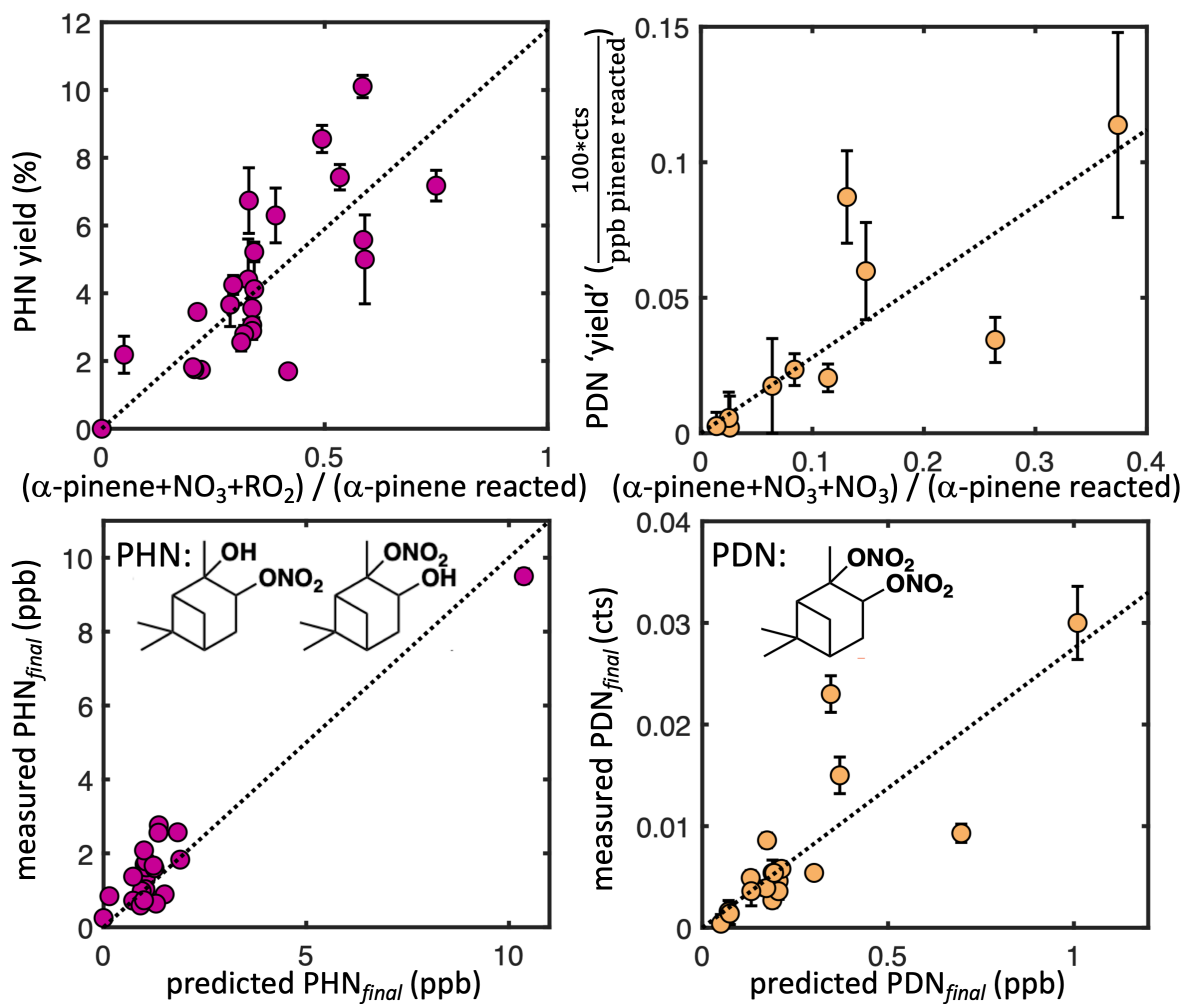 12
10
8
6
4
2
0
PHN yield (%)
0
0.5
1
(α-pinene+NO₃+RO₂) / (α-pinene reacted)
0.15
0.1
0.05
0
PDN ‘yield’ (100*cts / ppb pinene reacted)
0
0.1
0.2
0.3
0.4
(α-pinene+NO₃+NO₃) / (α-pinene reacted)
10
8
6
4
2
0
measured PHN_final (ppb)
PHN:
OH
ONO₂
ONO₂
OH
0
5
10
predicted PHN_final (ppb)
0.04
0.03
0.02
0.01
0
measured PDN_final (cts)
PDN:
ONO₂
ONO₂
0
0.5
1
predicted PDN_final (ppb)